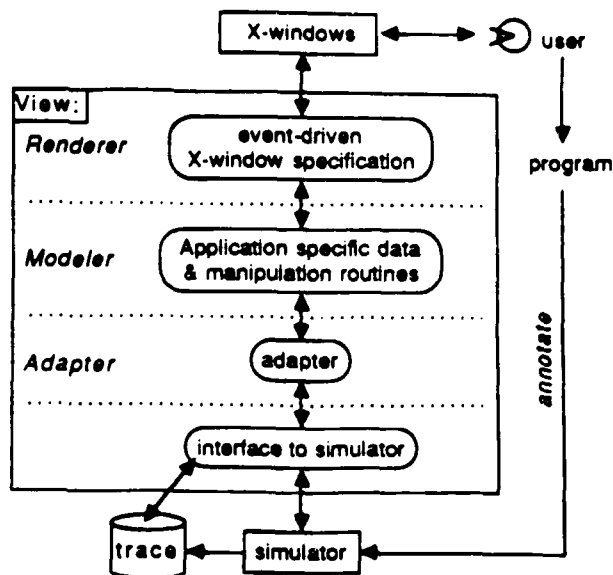 X-windows
user
View:
Renderer
event-driven
X-window specification
program
Modeler
Application specific data
& manipulation routines
annotate
Adapter
adapter
interface to simulator
trace
simulator